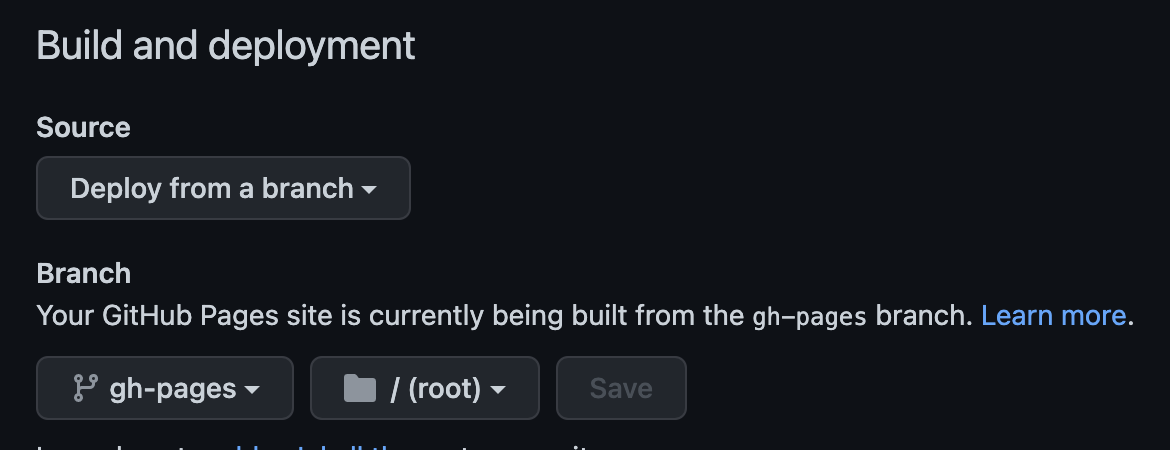 Build and deployment
Source
Deploy from a branch
Branch
Your GitHub Pages site is currently being built from the gh-pages branch. Learn more.
gh-pages / (root) Save